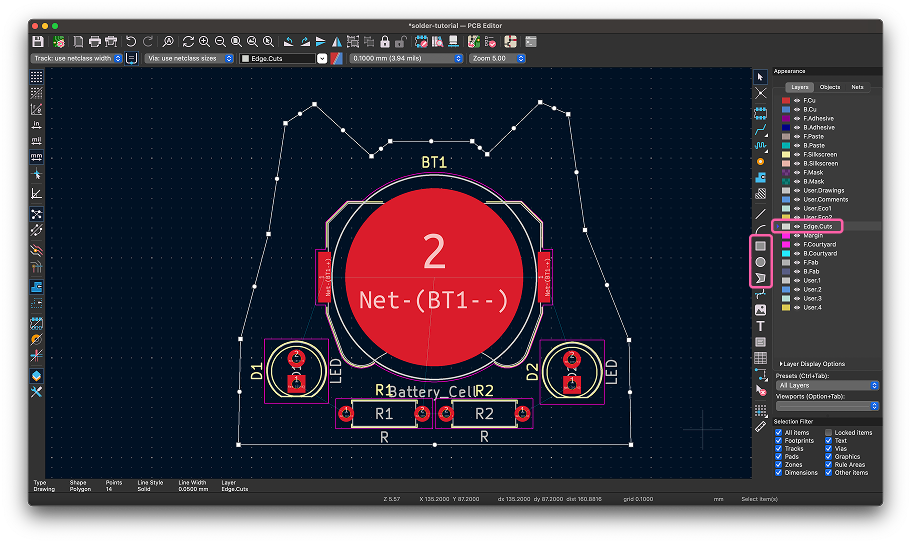 *solder-tutorial — PCB Editor
Track: use netclass width
Via: use netclass sizes
Edge.Cuts
0.1000 mm (3.94 mils)
Zoom 5.00
in
mil
mm
Appearance
Layers
Objects
Nets
F.Cu
B.Cu
F.Adhesive
B.Adhesive
F.Paste
B.Paste
F.Silkscreen
B.Silkscreen
F.Mask
B.Mask
User.Drawings
User.Comments
User.Eco1
User.Eco2
Edge.Cuts
Margin
F.Courtyard
B.Courtyard
F.Fab
B.Fab
User.1
User.2
User.3
User.4
Layer Display Options
Presets (Ctrl+Tab):
All Layers
Viewports (Option+Tab):
Selection Filter
All items
Locked items
Footprints
Text
Tracks
Vias
Pads
Graphics
Zones
Rule Areas
Dimensions
Other items
BT1
2
Net-(BT1--)
Net-(BT1-+)
Net-(BT1-+)
D1
2
1
LED
D2
2
1
LED
R1
Battery_Cell
R2
R1
R2
R
R
Type Shape Points Line Style Line Width Layer
Drawing Polygon 14 Solid 0.0500 mm Edge.Cuts
Z 5.57 X 135.2000 Y 87.2000 dx 135.2000 dy 87.2000 dist 160.8816 grid 0.1000 mm Select item(s)